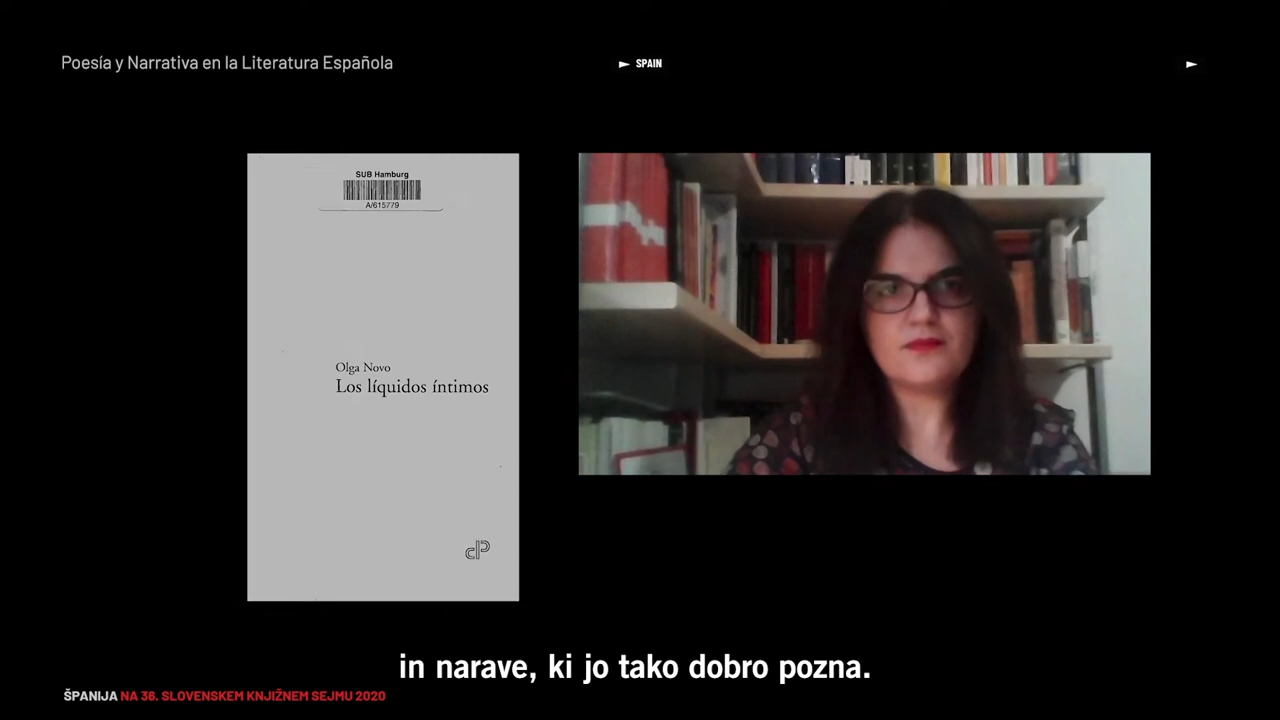 Poesía y Narrativa en la Literatura Española
SPAIN
SUB Hamburg
A/615779
Olga Novo
Los líquidos íntimos
in narave, ki jo tako dobro pozna.
ŠPANIJA NA 36. SLOVENSKEM KNJIŽNEM SEJMU 2020